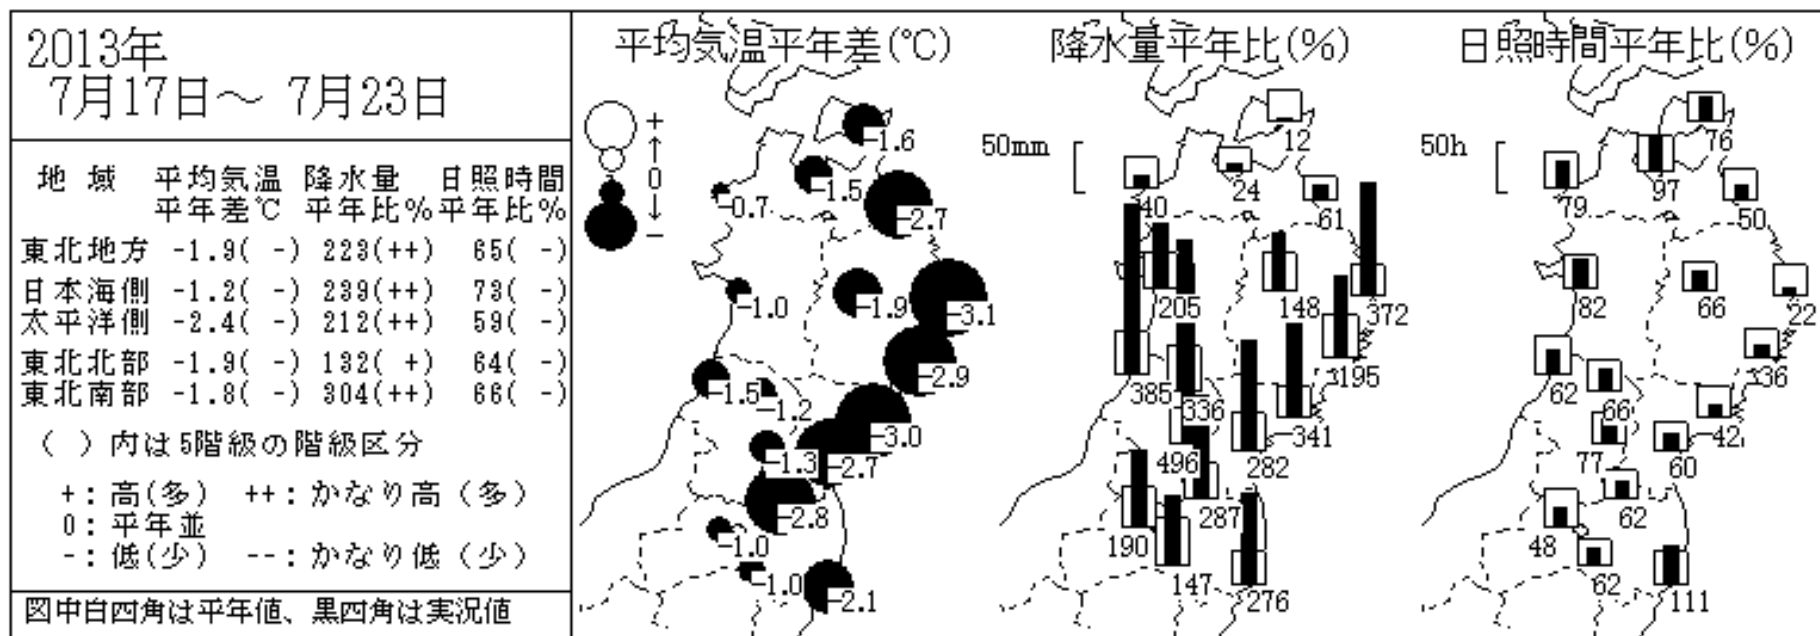 2013年
7月17日～ 7月23日
地 域 平均気温 降水量 日照時間
平年差℃ 平年比% 平年比%
東北地方 -1.9( -) 223(++) 65( -)
日本海側 -1.2( -) 239(++) 73( -)
太平洋側 -2.4( -) 212(++) 59( -)
東北北部 -1.9( -) 132( +) 64( -)
東北南部 -1.8( -) 304(++) 66( -)
( )内は5階級の階級区分
+:高(多) ++:かなり高(多)
0:平年並
-:低(少) --:かなり低(少)
図中白四角は平年値、黒四角は実況値
平均気温平年差(℃)
+
↑
0
↓
-
-1.6
-1.5
-0.7
-2.7
-1.0
-1.9
-3.1
-2.9
-1.5
-1.2
-3.0
-1.3
-2.7
-2.8
-1.0
-1.0
-2.1
降水量平年比(%)
50mm
12
24
40
61
205
148
372
195
385
336
341
496
282
287
190
147
276
日照時間平年比(%)
50h
76
97
79
50
82
66
22
36
62
66
42
77
60
62
48
62
111